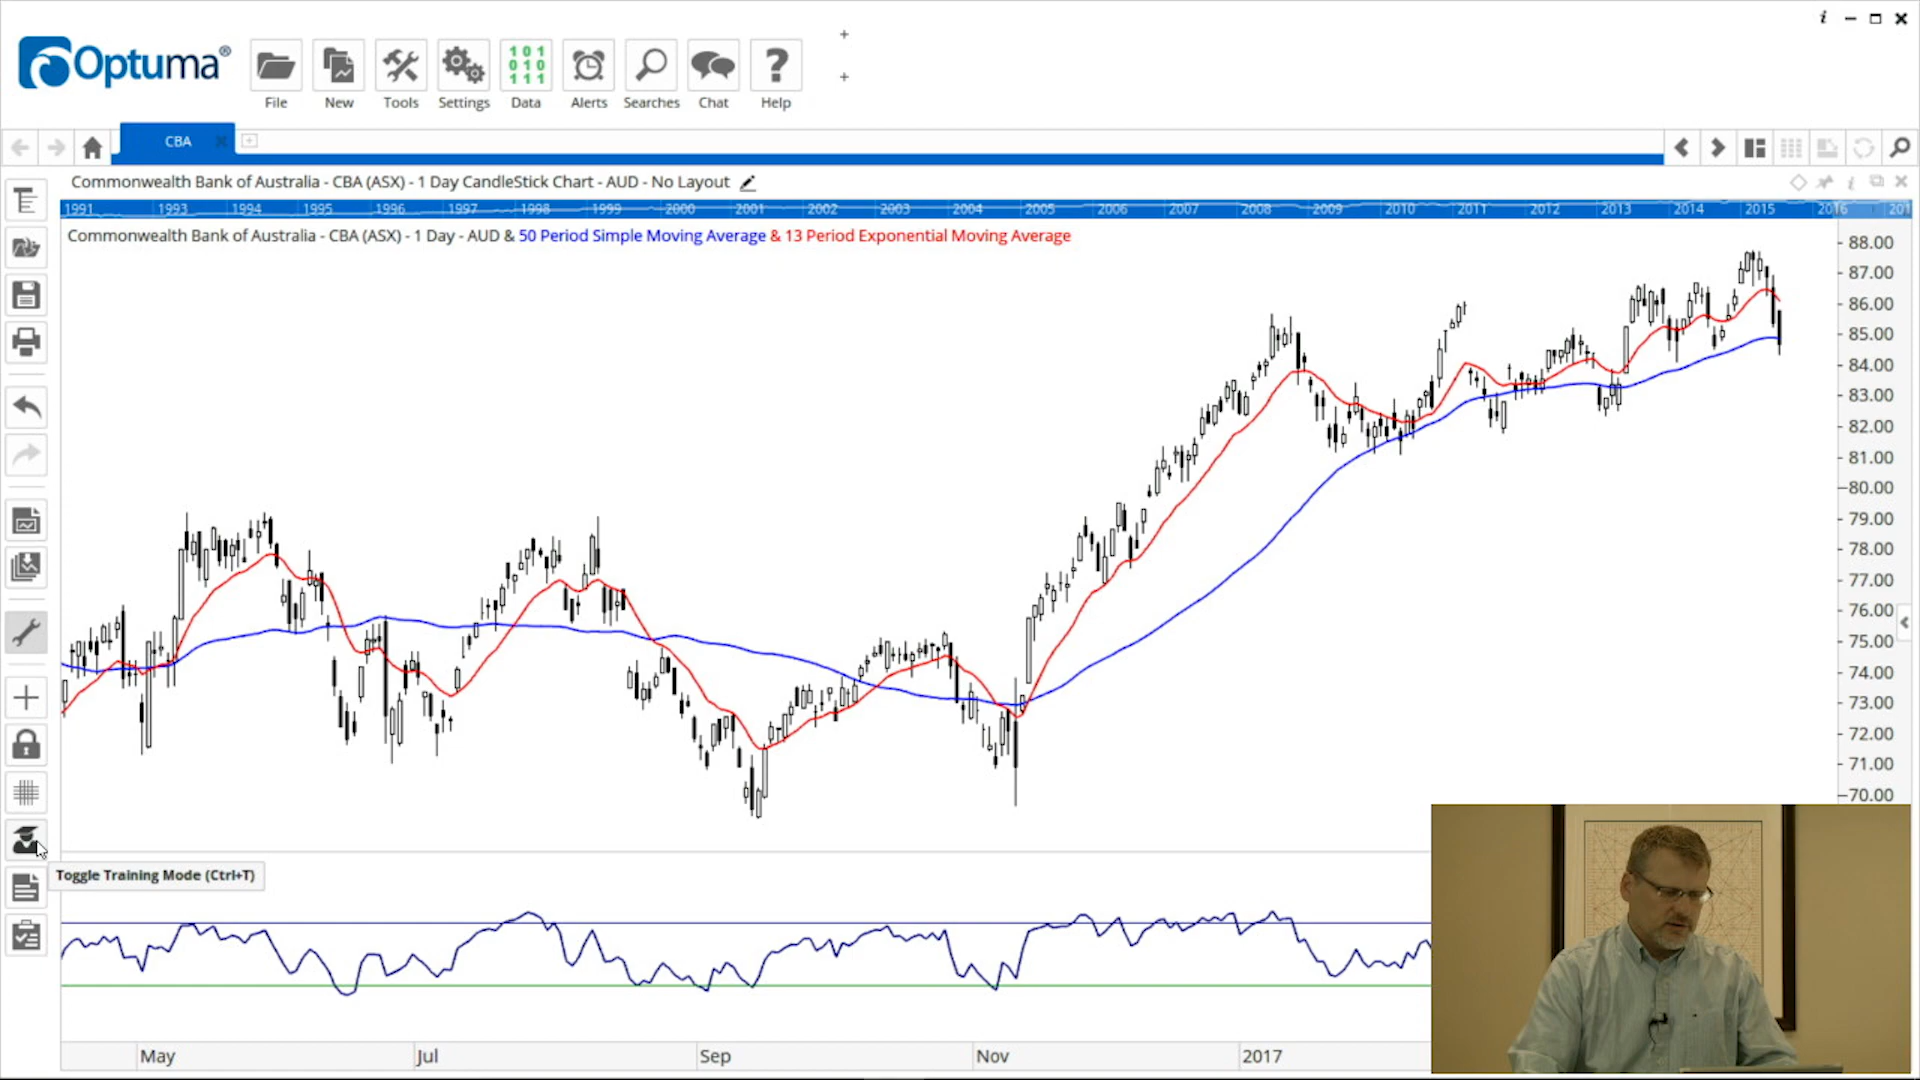 Optuma®
File
New
Tools
Settings
101
010
111
Data
Alerts
Searches
Chat
?
Help
CBA
Commonwealth Bank of Australia - CBA (ASX) - 1 Day CandleStick Chart - AUD - No Layout
1991 1993 1994 1995 1996 1997 1998 1999 2000 2001 2002 2003 2004 2005 2006 2007 2008 2009 2010 2011 2012 2013 2014 2015 2016 201
Commonwealth Bank of Australia - CBA (ASX) - 1 Day - AUD & 50 Period Simple Moving Average & 13 Period Exponential Moving Average
88.00
87.00
86.00
85.00
84.00
83.00
82.00
81.00
80.00
79.00
78.00
77.00
76.00
75.00
74.00
73.00
72.00
71.00
70.00
Toggle Training Mode (Ctrl+T)
May Jul Sep Nov 2017